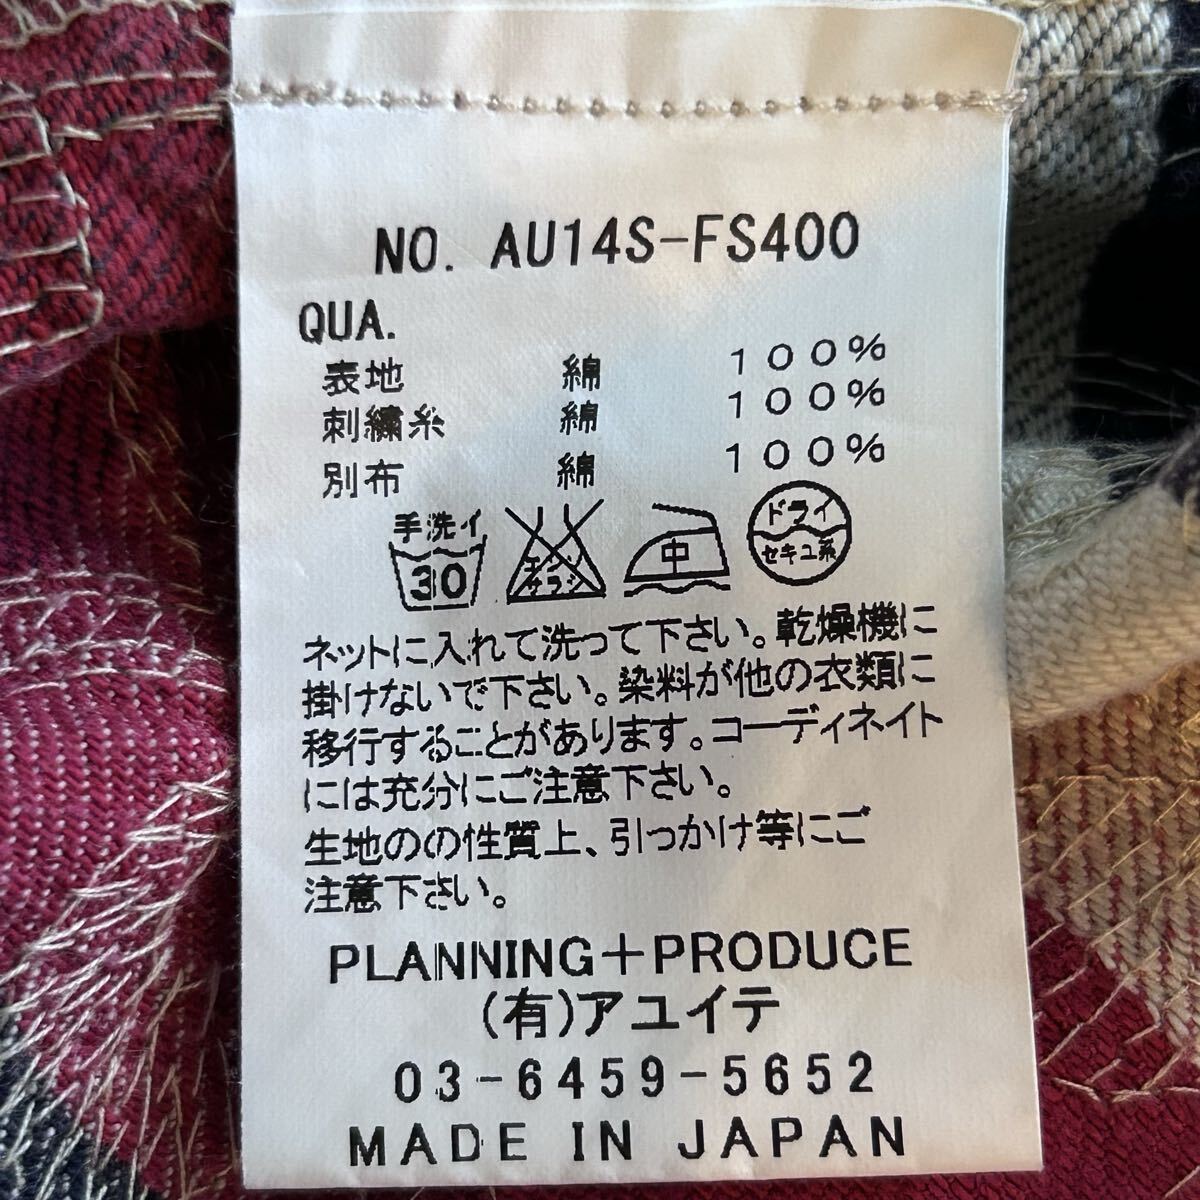 NO. AU14S-FS400
QUA.
表地 綿 100%
刺繍糸 綿 100%
別布 綿 100%
手洗イ 30 エンソサラシ 中 ドライ セキユ系
ネットに入れて洗って下さい。乾燥機に
掛けないで下さい。染料が他の衣類に
移行することがあります。コーディネイト
には充分にご注意下さい。
生地のの性質上、引っかけ等にご
注意下さい。
PLANNING+PRODUCE
(有)アユイテ
03-6459-5652
MADE IN JAPAN